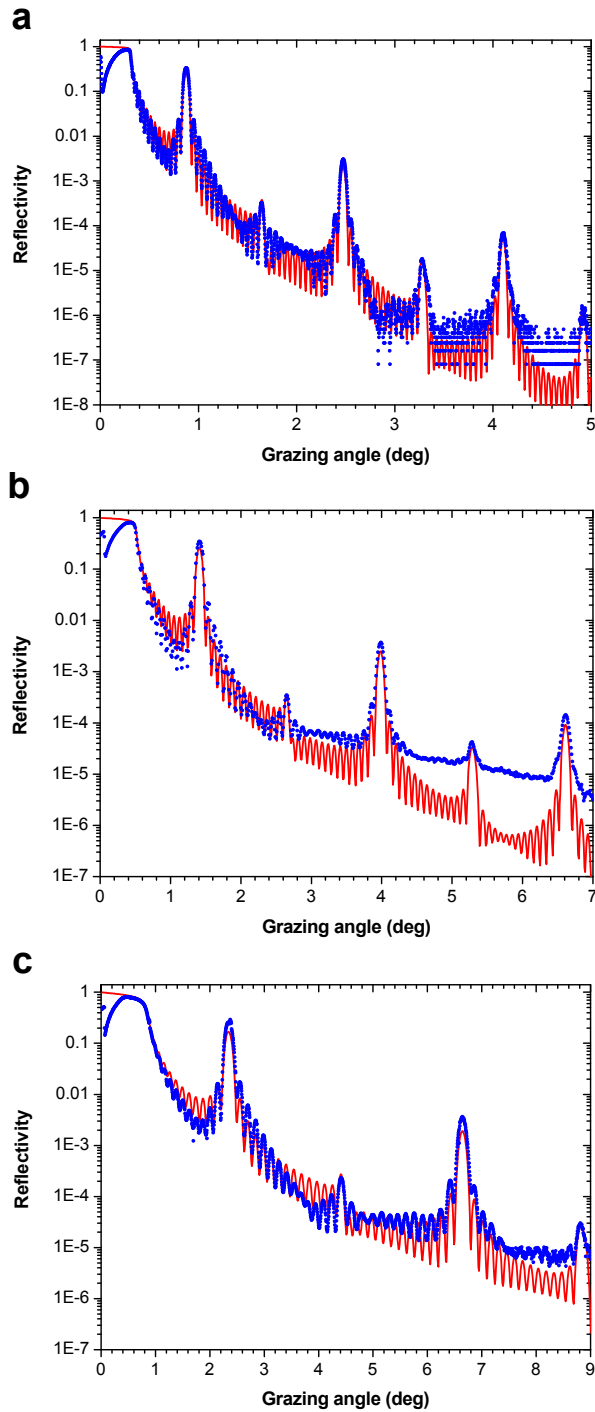 a
1
0.1
0.01
1E-3
1E-4
1E-5
1E-6
1E-7
1E-8
Reflectivity
0 1 2 3 4 5
Grazing angle (deg)
b
1
0.1
0.01
1E-3
1E-4
1E-5
1E-6
1E-7
Reflectivity
0 1 2 3 4 5 6 7
Grazing angle (deg)
c
1
0.1
0.01
1E-3
1E-4
1E-5
1E-6
1E-7
Reflectivity
0 1 2 3 4 5 6 7 8 9
Grazing angle (deg)